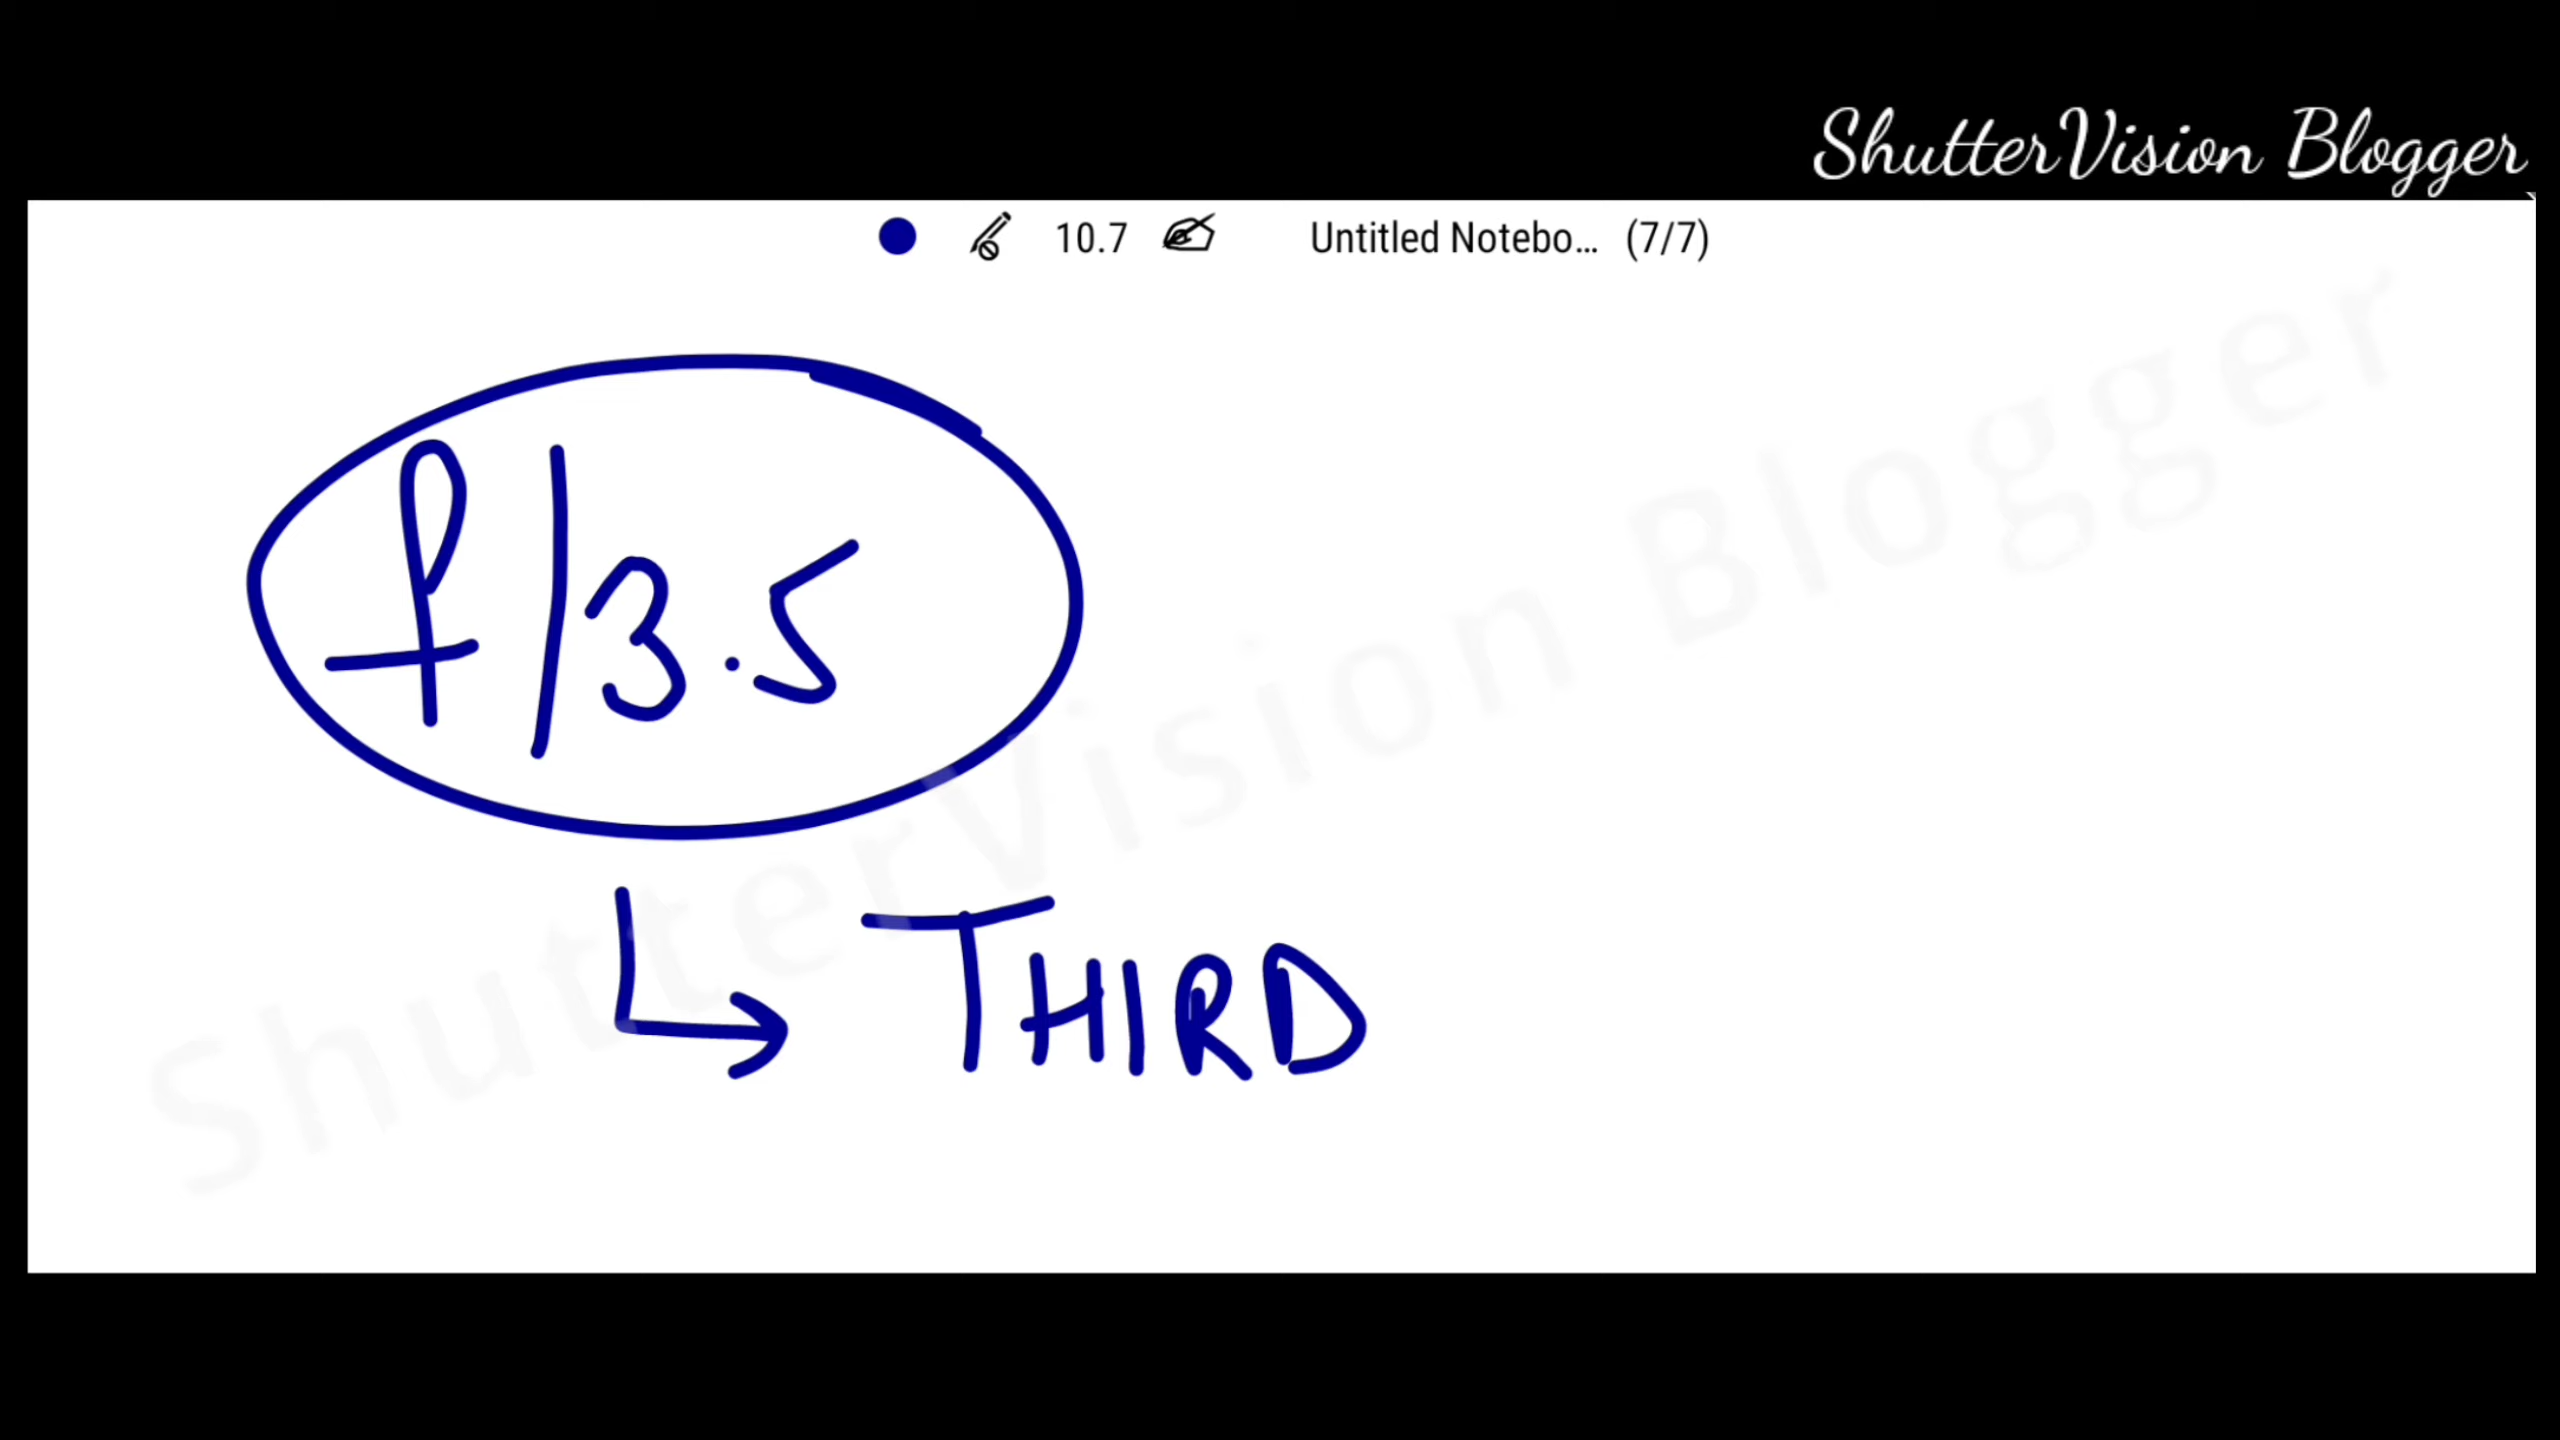 ShutterVision Blogger
10.7 Untitled Notebo... (7/7)
f/3.5
THIRD
ShutterVision Blogger